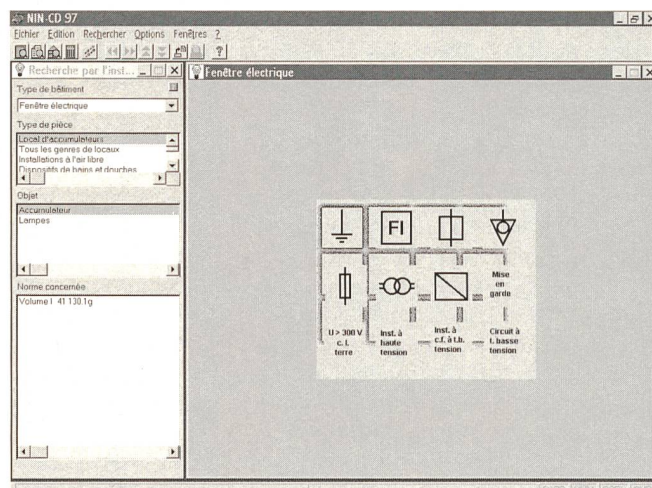 NIN-CD 97
Fichier Edition Rechercher Options Fenêtres ?
Recherche par l'inst...
Type de bâtiment
Fenêtre électrique
Type de pièce
Local d'accumulateurs
Tous les genres de locaux
Installations à l'air libre
Dispositifs de bains et douches
Objet
Accumulateur
Lampes
Norme concernée
Volume I 41 130.1g
Fenêtre électrique
FI
Mise
en
garde
U > 300 V
c. l.
terre
Inst. à
haute
tension
Inst. à
c.f. à t.b.
tension
Circuit à
t. basse
tension